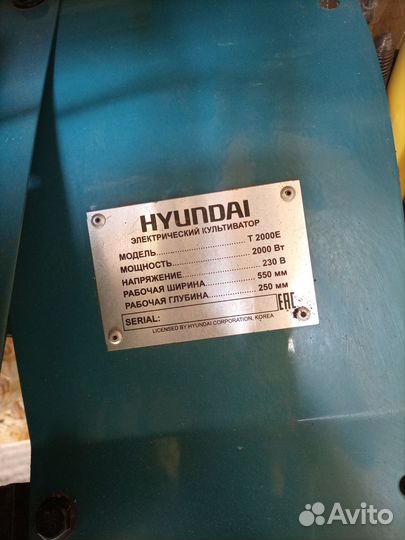 HYUNDAI
ЭЛЕКТРИЧЕСКИЙ КУЛЬТИВАТОР
МОДЕЛЬ........................ T 2000E
МОЩНОСТЬ........................ 2000 Вт
НАПРЯЖЕНИЕ........................ 230 В
РАБОЧАЯ ШИРИНА............... 550 мм
РАБОЧАЯ ГЛУБИНА............. 250 мм
EAC
SERIAL:
LICENSED BY HYUNDAI CORPORATION, KOREA
Avito